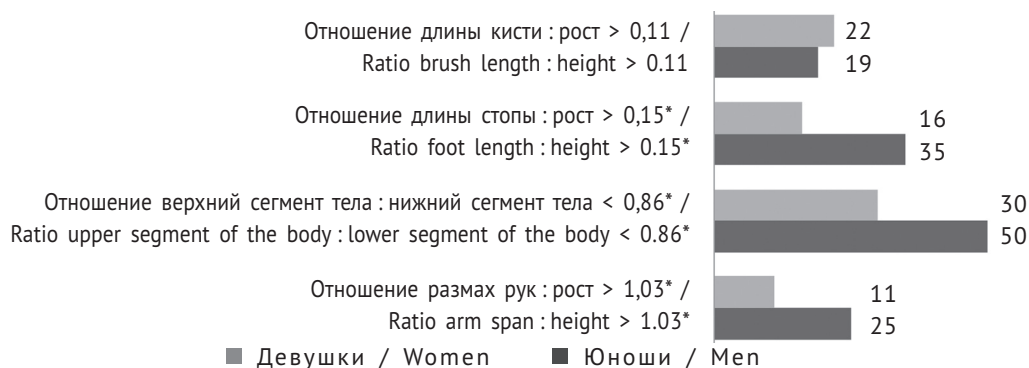 Отношение длины кисти : рост > 0,11 / 22
Ratio brush length : height > 0.11 19
Отношение длины стопы : рост > 0,15* / 16
Ratio foot length : height > 0.15* 35
Отношение верхний сегмент тела : нижний сегмент тела < 0,86* / 30
Ratio upper segment of the body : lower segment of the body < 0.86* 50
Отношение размах рук : рост > 1,03* / 11
Ratio arm span : height > 1.03* 25
Девушки / Women Юноши / Men